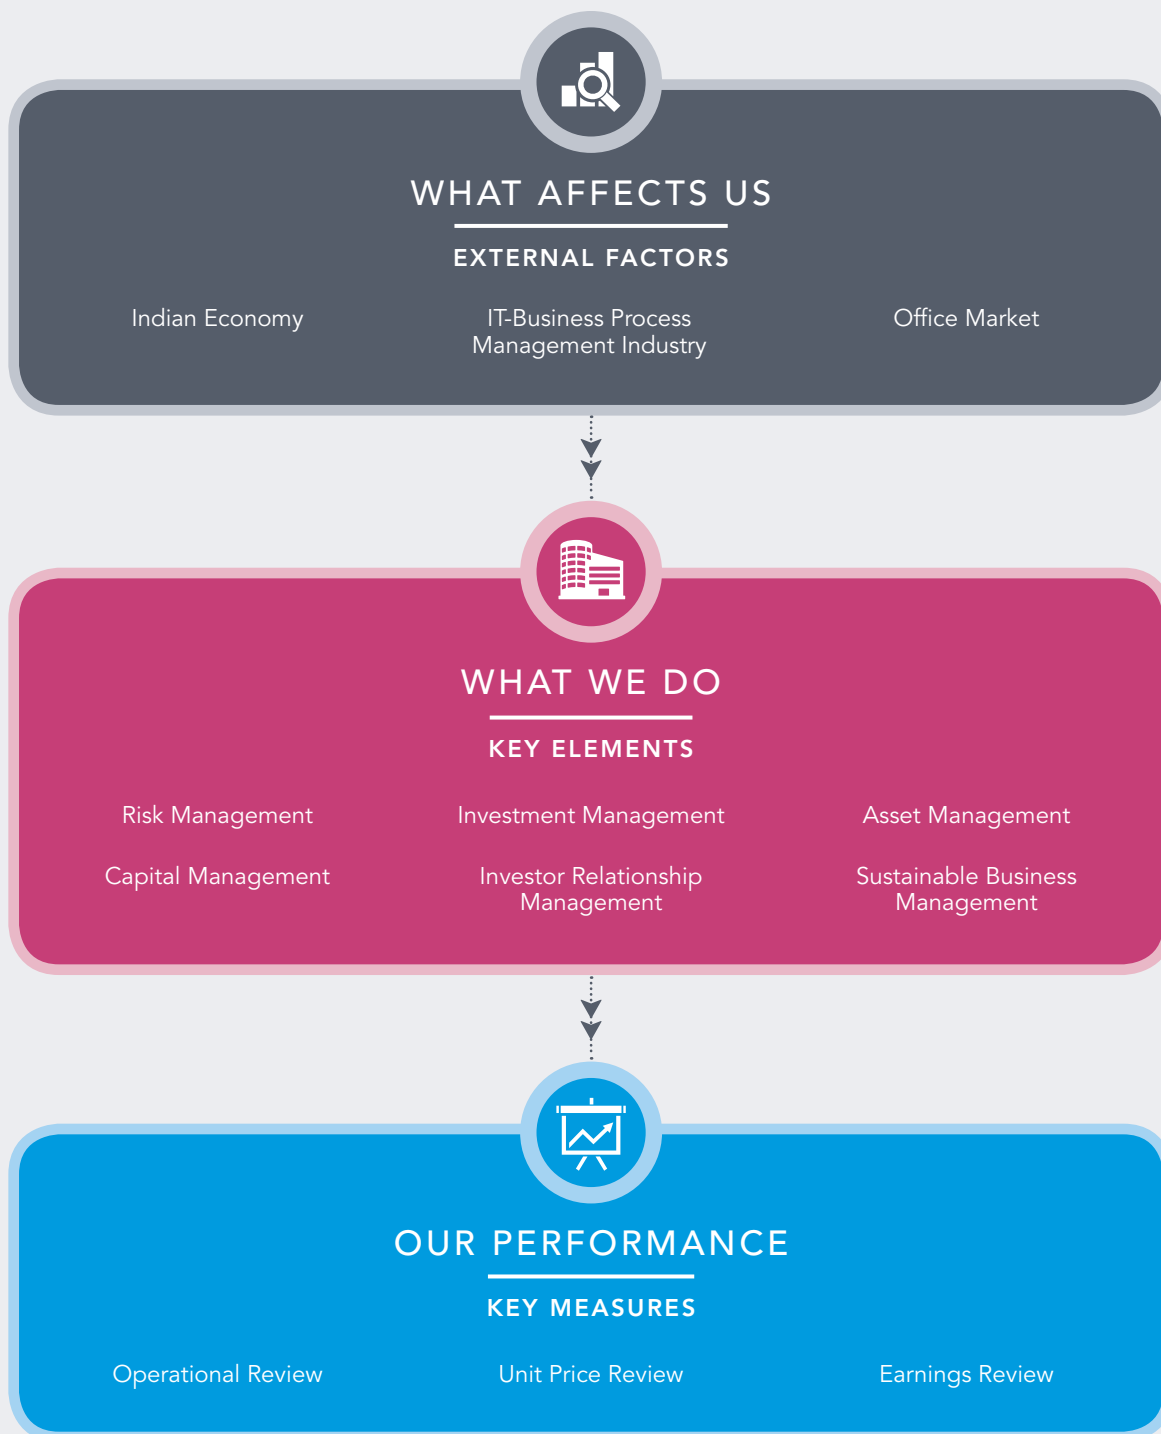 WHAT AFFECTS US
EXTERNAL FACTORS
Indian Economy
IT-Business Process
Management Industry
Office Market
WHAT WE DO
KEY ELEMENTS
Risk Management
Investment Management
Asset Management
Capital Management
Investor Relationship
Management
Sustainable Business
Management
OUR PERFORMANCE
KEY MEASURES
Operational Review
Unit Price Review
Earnings Review